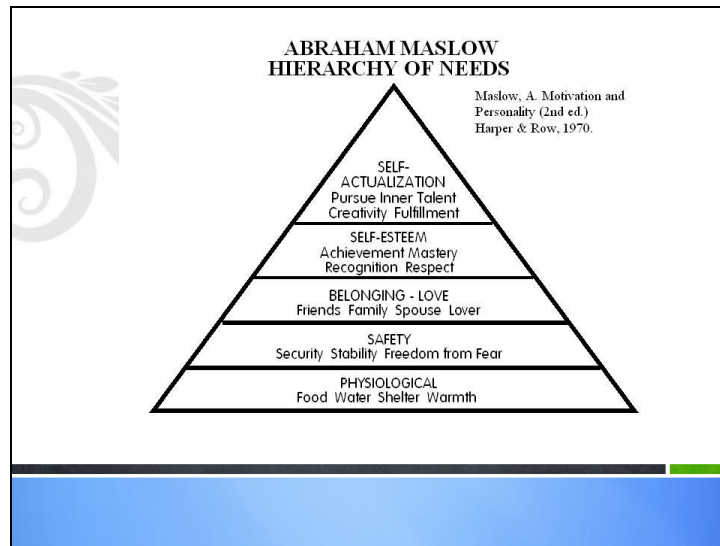 ABRAHAM MASLOW
HIERARCHY OF NEEDS
Maslow, A. Motivation and
Personality (2nd ed.)
Harper & Row, 1970.
SELF-
ACTUALIZATION
Pursue Inner Talent
Creativity Fulfillment
SELF-ESTEEM
Achievement Mastery
Recognition Respect
BELONGING - LOVE
Friends Family Spouse Lover
SAFETY
Security Stability Freedom from Fear
PHYSIOLOGICAL
Food Water Shelter Warmth